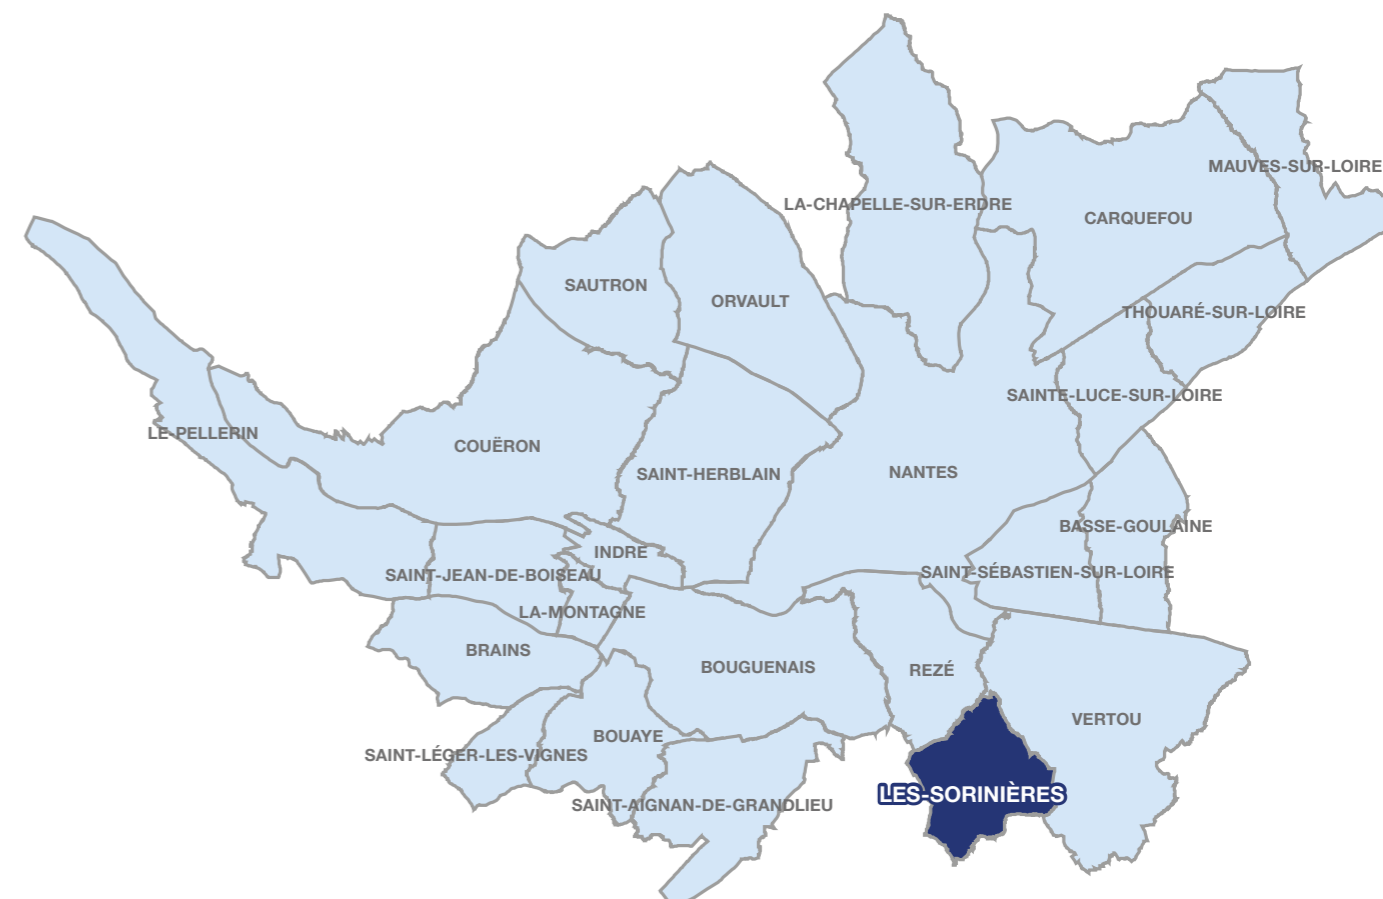 MAUVES-SUR-LOIRE
LA-CHAPELLE-SUR-ERDRE
CARQUEFOU
SAUTRON
ORVAULT
THOUARÉ-SUR-LOIRE
SAINTE-LUCE-SUR-LOIRE
LE-PELLERIN
COUËRON
SAINT-HERBLAIN
NANTES
BASSE-GOULAINE
INDRE
SAINT-JEAN-DE-BOISEAU
SAINT-SÉBASTIEN-SUR-LOIRE
LA-MONTAGNE
BRAINS
BOUGUENAIS
REZÉ
VERTOU
BOUAYE
SAINT-LÉGER-LES-VIGNES
LES-SORINIÈRES
SAINT-AIGNAN-DE-GRANDLIEU